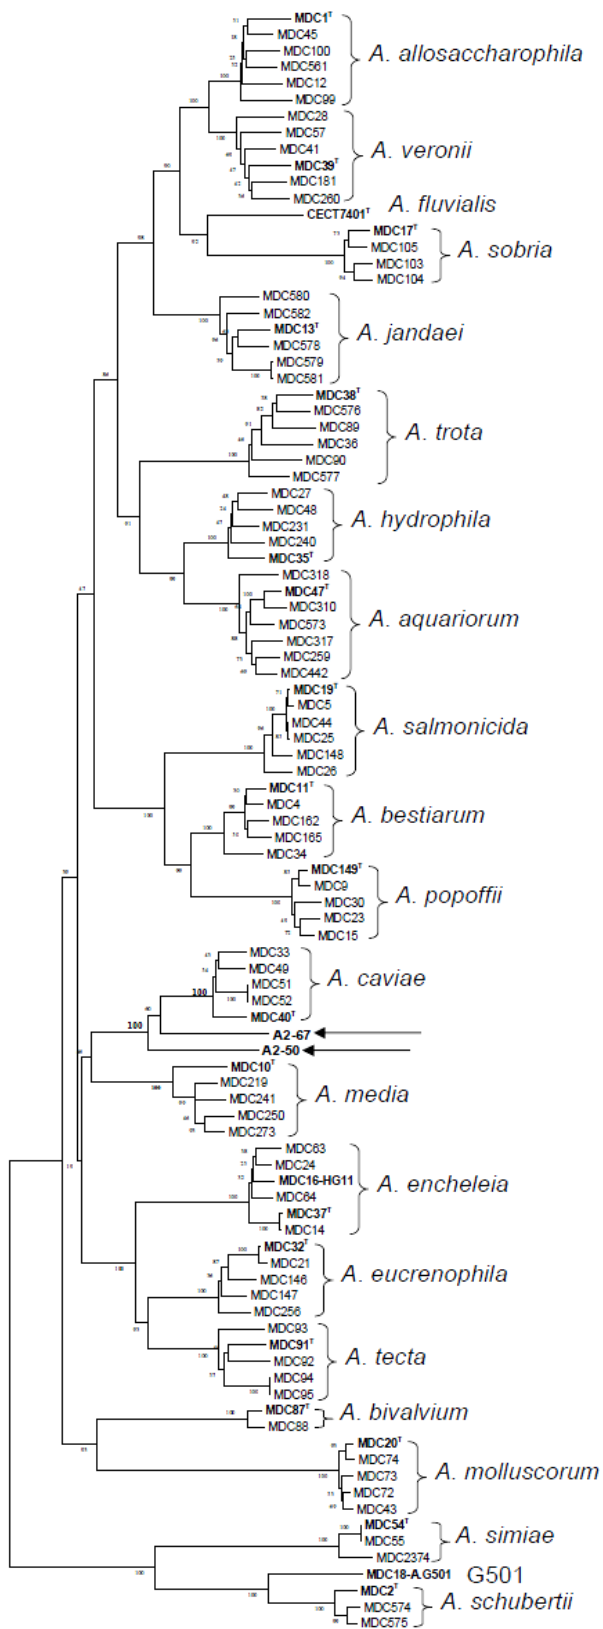 MDC1T
MDC45
MDC100
MDC561
MDC12
MDC99
A. allosaccharophila
MDC28
MDC57
MDC41
MDC39T
MDC181
MDC260
A. veronii
CECT7401T
A. fluvialis
MDC17T
MDC105
MDC103
MDC104
A. sobria
MDC580
MDC582
MDC13T
MDC578
MDC579
MDC581
A. jandaei
MDC38T
MDC576
MDC89
MDC36
MDC90
MDC577
A. trota
MDC27
MDC48
MDC231
MDC240
MDC35T
A. hydrophila
MDC318
MDC47T
MDC310
MDC573
MDC317
MDC259
MDC442
A. aquariorum
MDC19T
MDC5
MDC44
MDC25
MDC148
MDC26
A. salmonicida
MDC11T
MDC4
MDC162
MDC165
MDC34
A. bestiarum
MDC149T
MDC9
MDC30
MDC23
MDC15
A. popoffii
MDC33
MDC49
MDC51
MDC52
MDC40T
A. caviae
100
100
A2-67
A2-50
MDC10T
MDC219
MDC241
MDC250
MDC273
A. media
MDC63
MDC24
MDC16-HG11
MDC64
MDC37T
MDC14
A. encheleia
MDC32T
MDC21
MDC146
MDC147
MDC256
A. eucrenophila
MDC93
MDC91T
MDC92
MDC94
MDC95
A. tecta
MDC87T
MDC88
A. bivalvium
MDC20T
MDC74
MDC73
MDC72
MDC43
A. molluscorum
MDC54T
MDC55
MDC2374
A. simiae
MDC18-A.G501
G501
MDC2T
MDC574
MDC575
A. schubertii